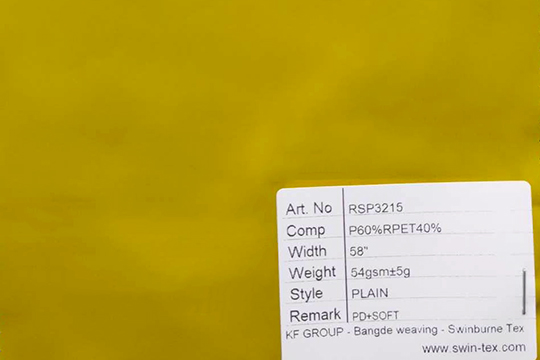 Art. No RSP3215
Comp P60%RPET40%
Width 58"
Weight 54gsm±5g
Style PLAIN
Remark PD+SOFT
KF GROUP - Bangde weaving - Swinburne Tex
www.swin-tex.com